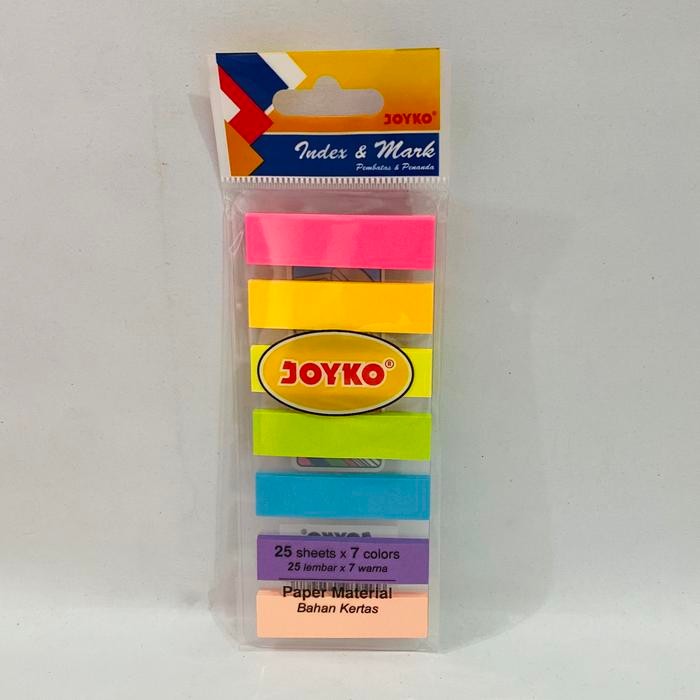 JOYKO®
Index & Mark
Pembatas & Penanda
JOYKO®
25 sheets x 7 colors
25 lembar x 7 warna
Paper Material
Bahan Kertas